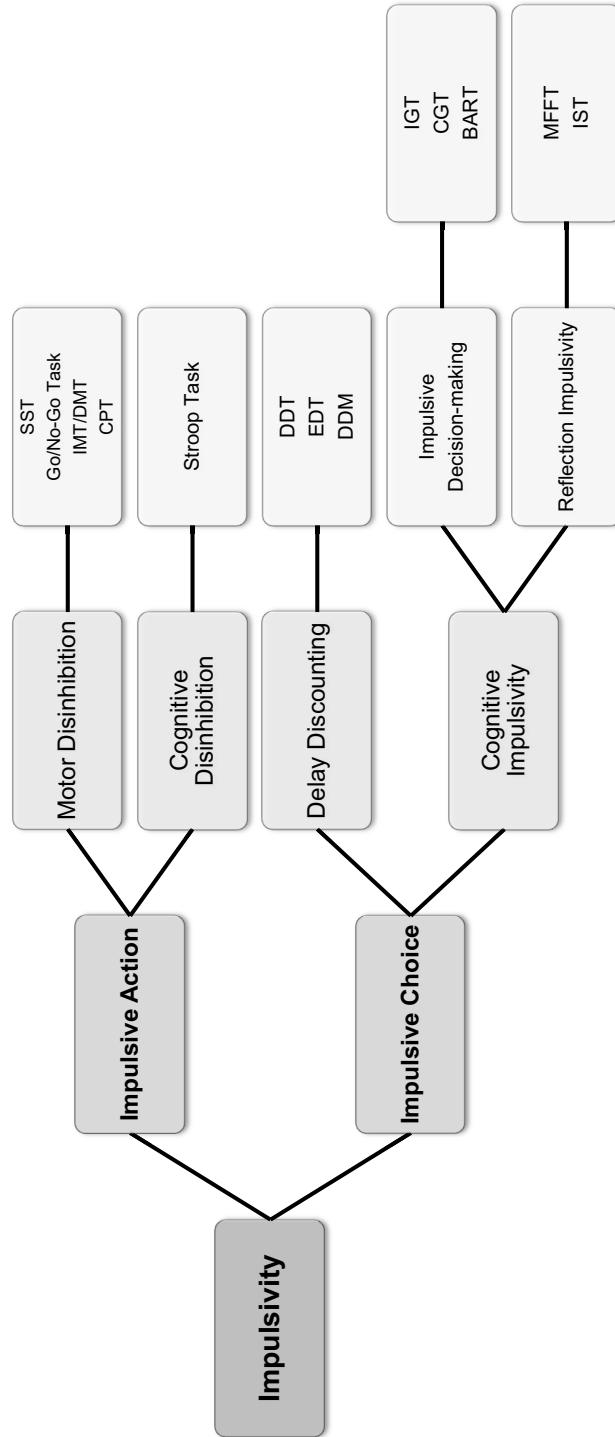 Impulsivity
Impulsive Action
Motor Disinhibition
SST
Go/No-Go Task
IMT/DMT
CPT
Cognitive
Disinhibition
Stroop Task
Impulsive Choice
Delay Discounting
DDT
EDT
DDM
Cognitive
Impulsivity
Impulsive
Decision-making
IGT
CGT
BART
Reflection Impulsivity
MFFT
IST